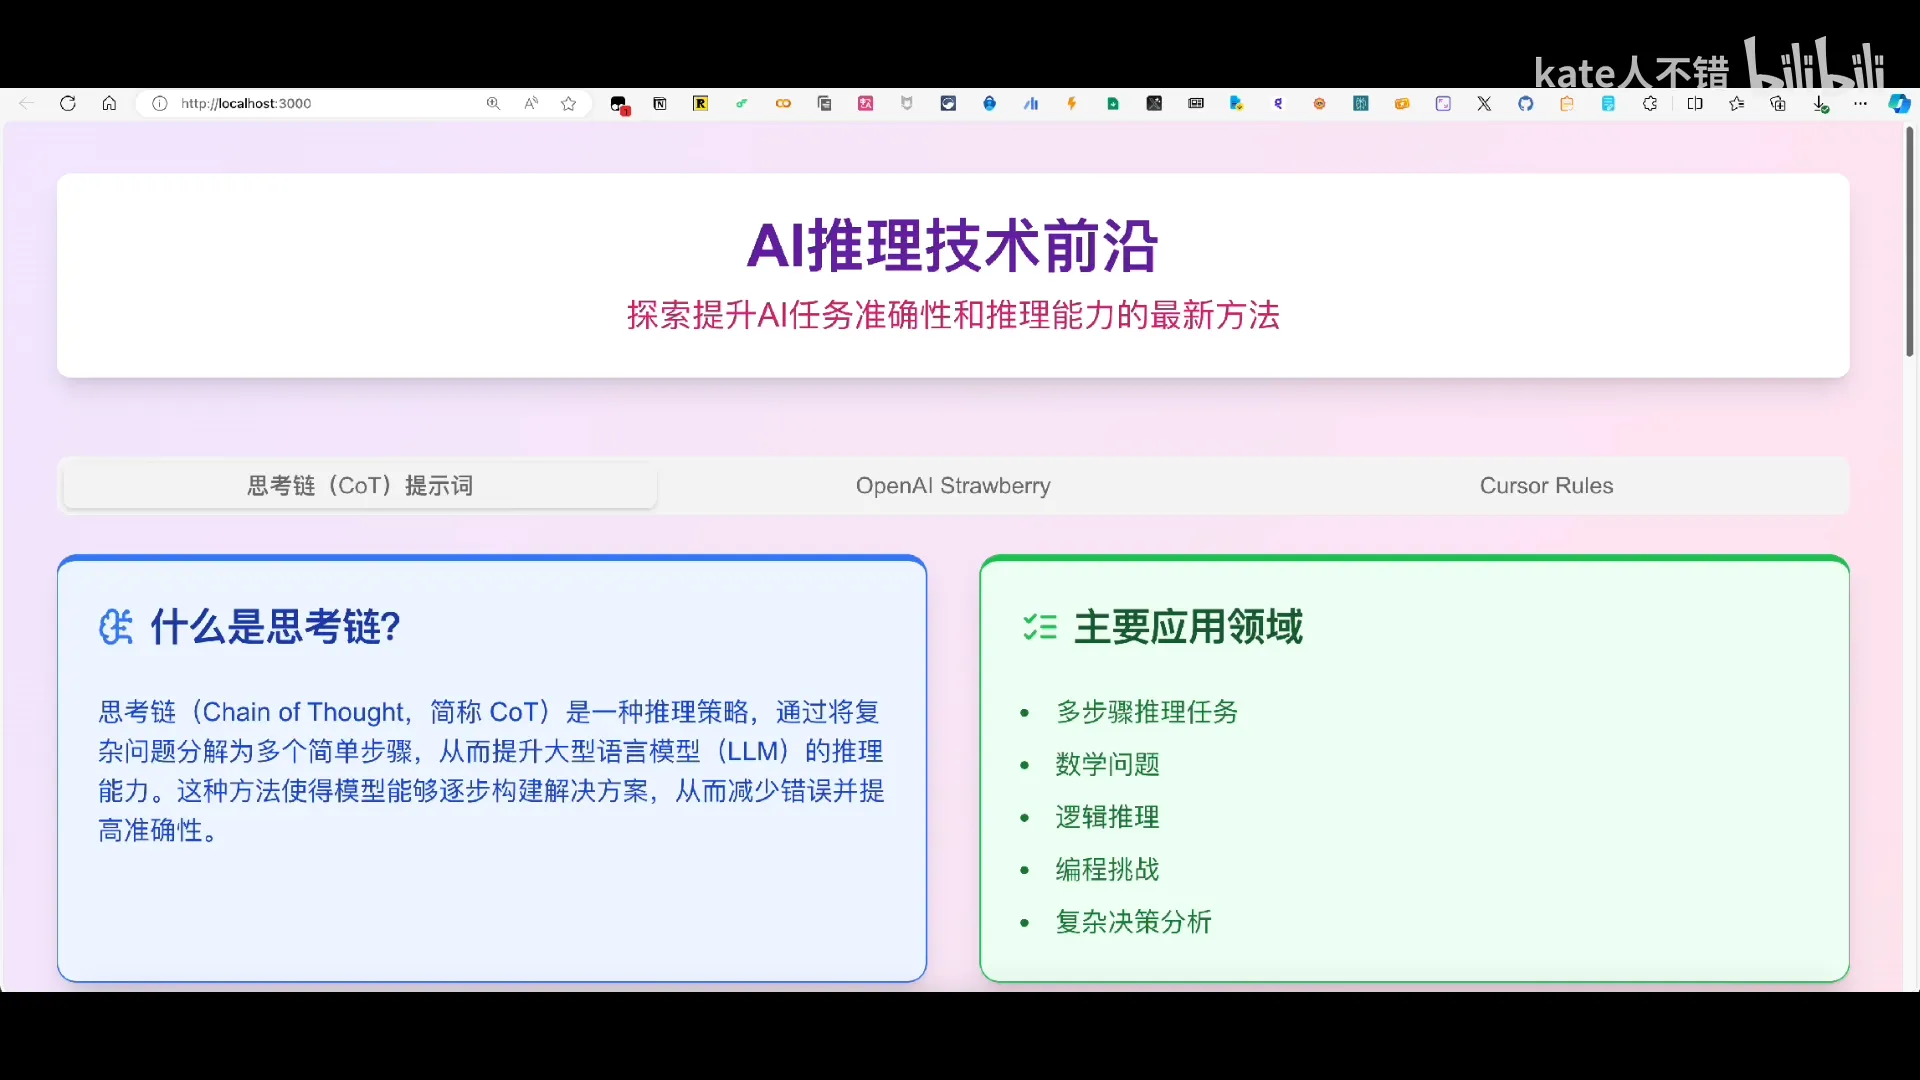 kate人不错 bilibili
http://localhost:3000
AI推理技术前沿
探索提升AI任务准确性和推理能力的最新方法
思考链（CoT）提示词
OpenAI Strawberry
Cursor Rules
什么是思考链?
思考链（Chain of Thought，简称 CoT）是一种推理策略，通过将复
杂问题分解为多个简单步骤，从而提升大型语言模型（LLM）的推理
能力。这种方法使得模型能够逐步构建解决方案，从而减少错误并提
高准确性。
主要应用领域
• 多步骤推理任务
• 数学问题
• 逻辑推理
• 编程挑战
• 复杂决策分析